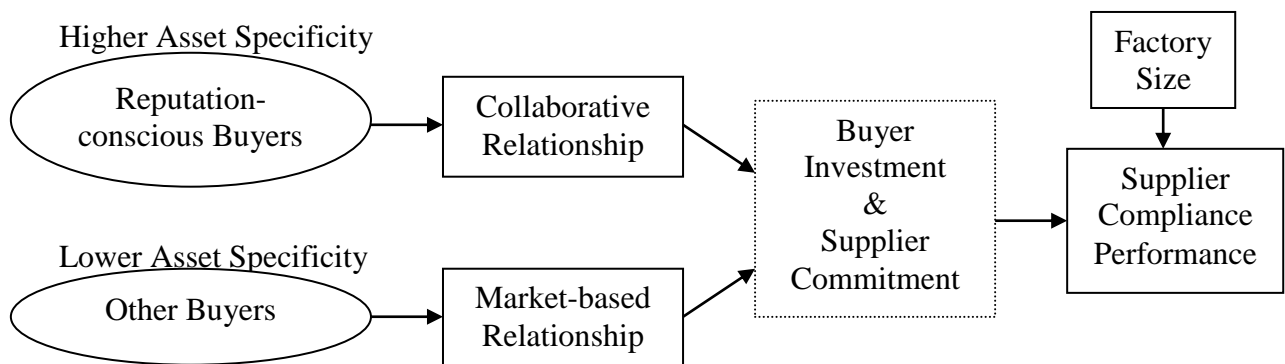 Higher Asset Specificity
Reputation-
conscious Buyers
Collaborative
Relationship
Lower Asset Specificity
Other Buyers
Market-based
Relationship
Buyer
Investment
&
Supplier
Commitment
Factory
Size
Supplier
Compliance
Performance